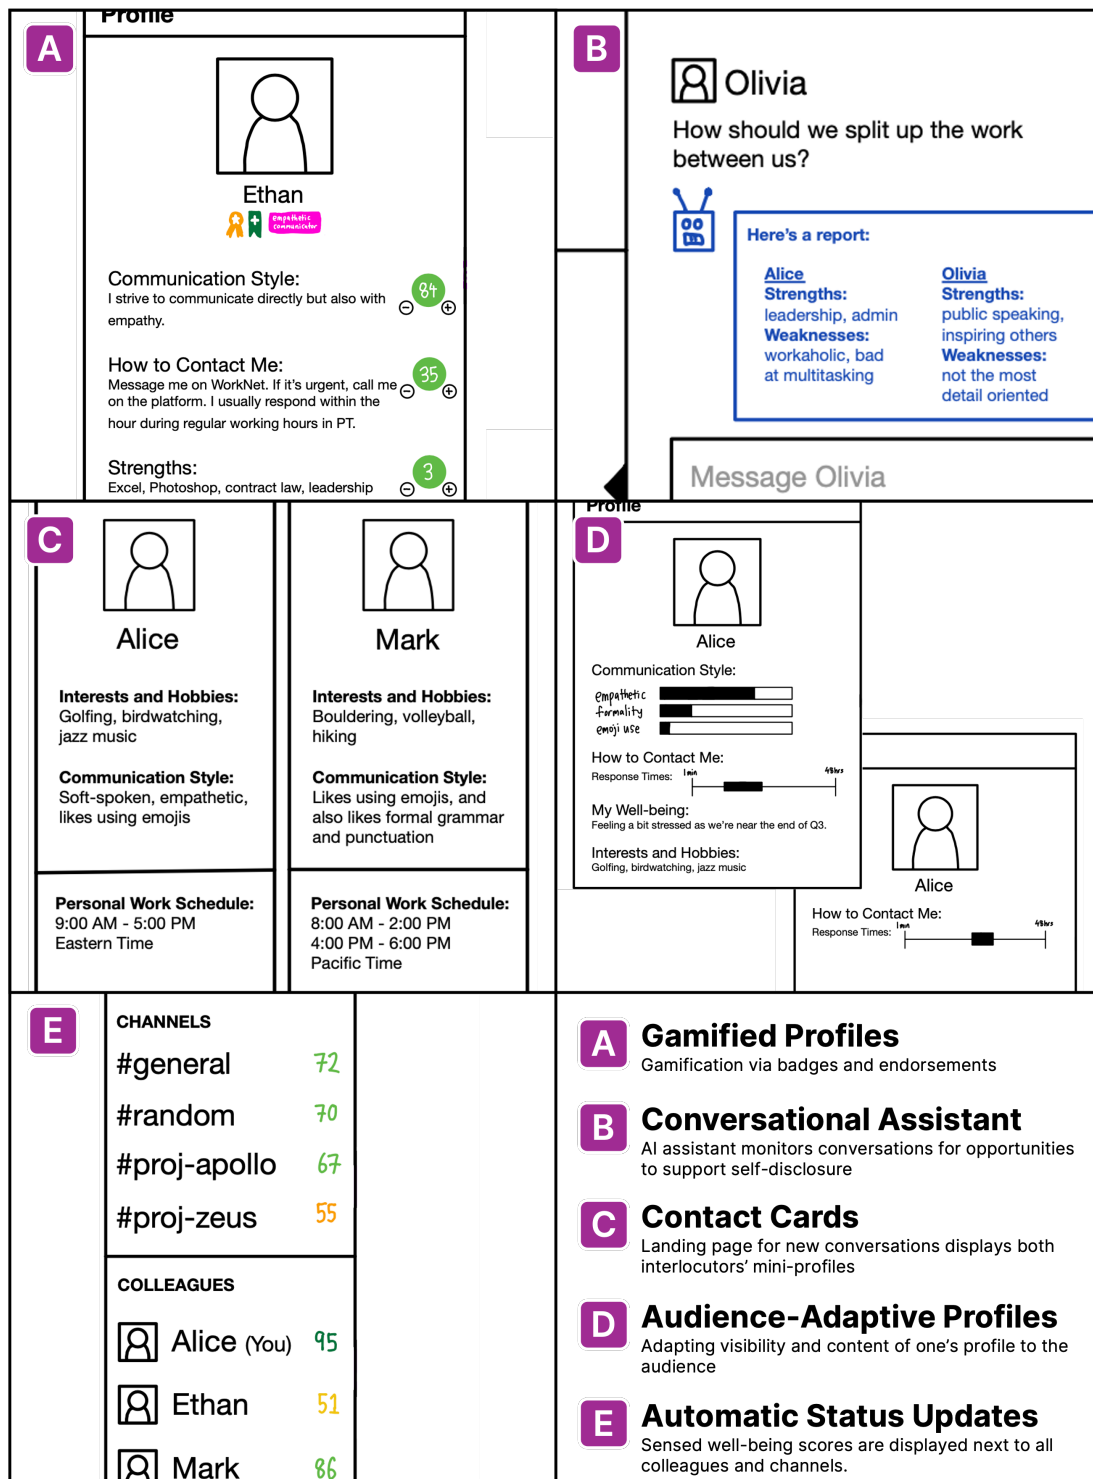 A
Profile
Ethan
empathetic
communicator
Communication Style:
I strive to communicate directly but also with
empathy.
84
How to Contact Me:
Message me on WorkNet. If it's urgent, call me
on the platform. I usually respond within the
hour during regular working hours in PT.
35
Strengths:
Excel, Photoshop, contract law, leadership
3
B
Olivia
How should we split up the work
between us?
Here's a report:
Alice
Strengths:
leadership, admin
Weaknesses:
workaholic, bad
at multitasking
Olivia
Strengths:
public speaking,
inspiring others
Weaknesses:
not the most
detail oriented
Message Olivia
C
Alice
Interests and Hobbies:
Golfing, birdwatching,
jazz music
Communication Style:
Soft-spoken, empathetic,
likes using emojis
Personal Work Schedule:
9:00 AM - 5:00 PM
Eastern Time
Mark
Interests and Hobbies:
Bouldering, volleyball,
hiking
Communication Style:
Likes using emojis, and
also likes formal grammar
and punctuation
Personal Work Schedule:
8:00 AM - 2:00 PM
4:00 PM - 6:00 PM
Pacific Time
D
Profile
Alice
Communication Style:
empathetic
formality
emoji use
How to Contact Me:
Response Times: 1min 48hrs
My Well-being:
Feeling a bit stressed as we're near the end of Q3.
Interests and Hobbies:
Golfing, birdwatching, jazz music
Alice
How to Contact Me:
Response Times: 1min 48hrs
E
CHANNELS
#general 72
#random 70
#proj-apollo 67
#proj-zeus 55
COLLEAGUES
Alice (You) 95
Ethan 51
Mark 86
A Gamified Profiles
Gamification via badges and endorsements
B Conversational Assistant
AI assistant monitors conversations for opportunities
to support self-disclosure
C Contact Cards
Landing page for new conversations displays both
interlocutors' mini-profiles
D Audience-Adaptive Profiles
Adapting visibility and content of one's profile to the
audience
E Automatic Status Updates
Sensed well-being scores are displayed next to all
colleagues and channels.